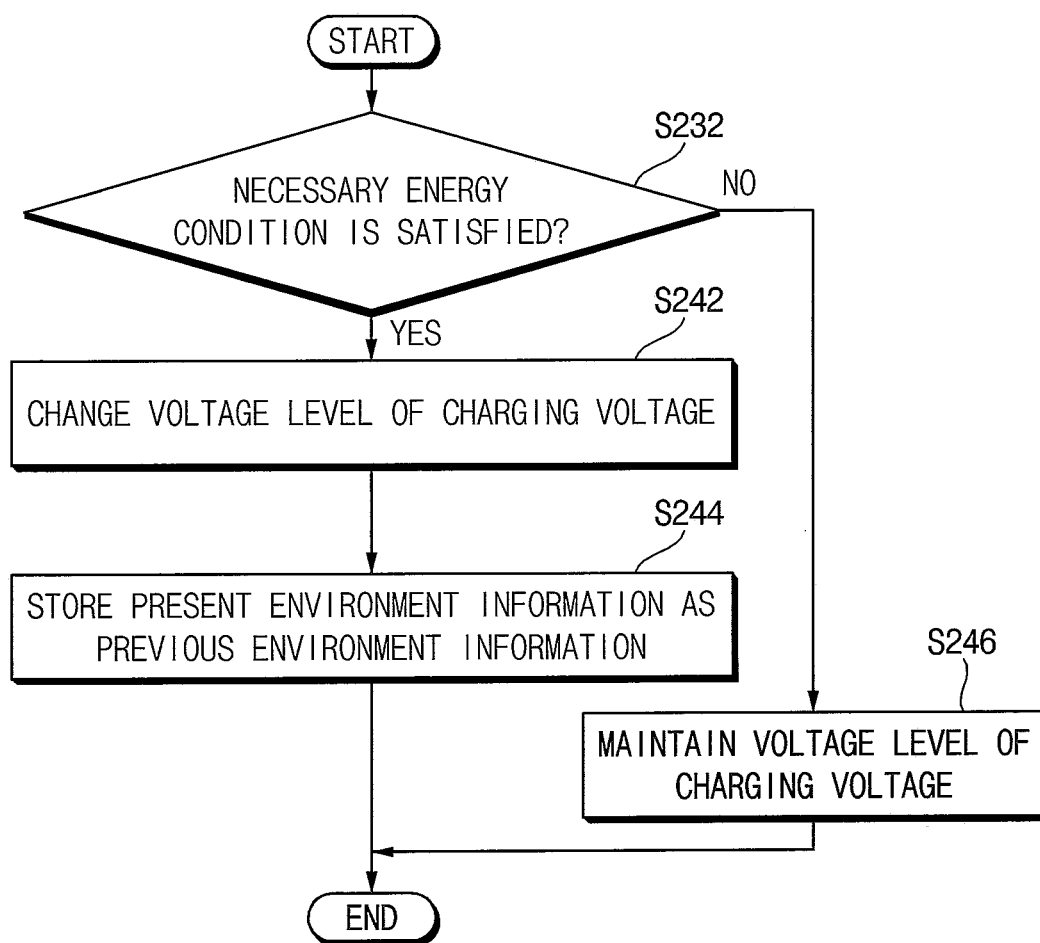 START
S232
NECESSARY ENERGY
CONDITION IS SATISFIED?
NO
YES
S242
CHANGE VOLTAGE LEVEL OF CHARGING VOLTAGE
S244
STORE PRESENT ENVIRONMENT INFORMATION AS
PREVIOUS ENVIRONMENT INFORMATION
S246
MAINTAIN VOLTAGE LEVEL OF
CHARGING VOLTAGE
END